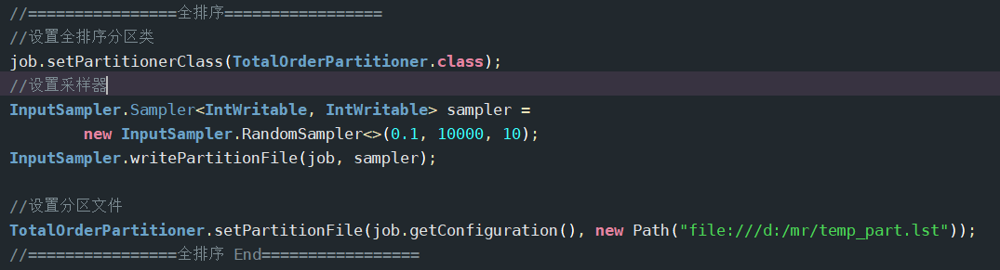 //================全排序=================
//设置全排序分区类
job.setPartitionerClass(TotalOrderPartitioner.class);
//设置采样器
InputSampler.Sampler<IntWritable, IntWritable> sampler =
        new InputSampler.RandomSampler<>(0.1, 10000, 10);
InputSampler.writePartitionFile(job, sampler);

//设置分区文件
TotalOrderPartitioner.setPartitionFile(job.getConfiguration(), new Path("file:///d:/mr/temp_part.lst"));
//================全排序 End=================